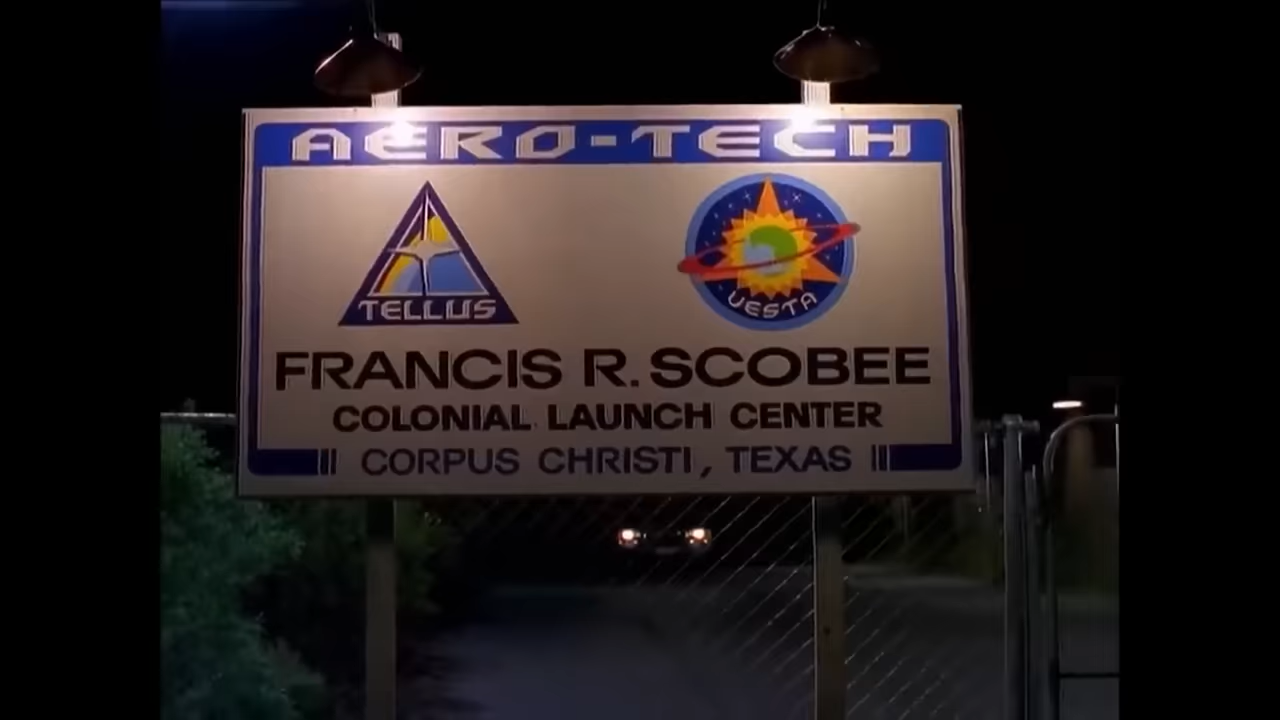 AERO-TECH
TELLUS
VESTA
FRANCIS R. SCOBEE
COLONIAL LAUNCH CENTER
CORPUS CHRISTI, TEXAS